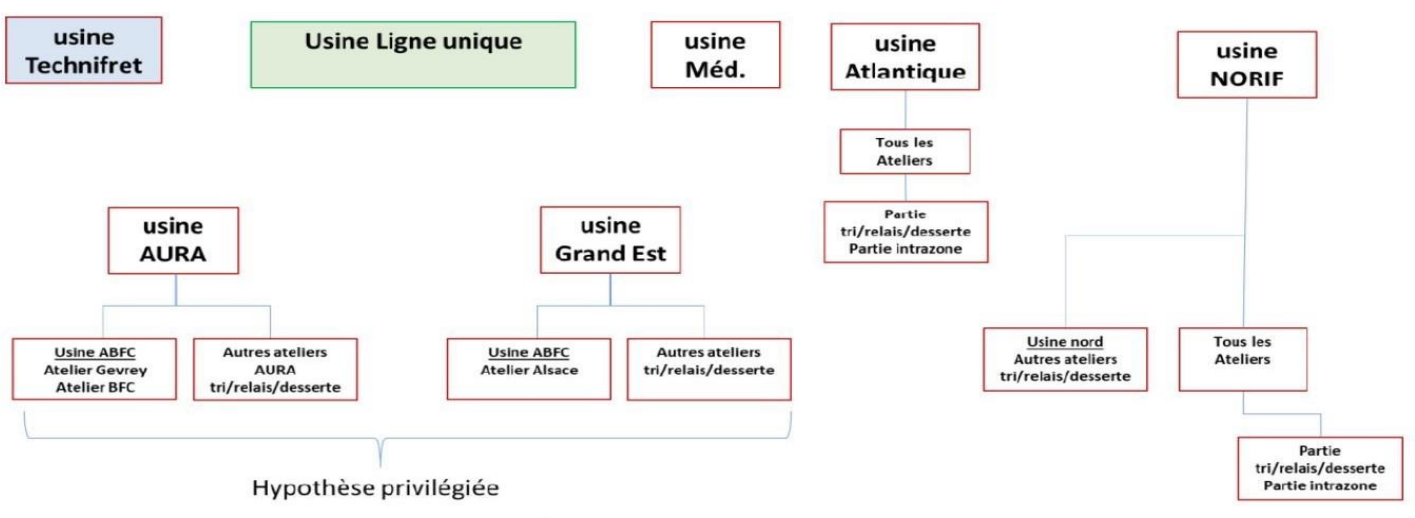 usine
Technifret
Usine Ligne unique
usine
Méd.
usine
Atlantique
usine
NORIF
Tous les
Ateliers
Partie
tri/relais/desserte
Partie intrazone
usine
AURA
usine
Grand Est
Usine ABFC
Atelier Gevrey
Atelier BFC
Autres ateliers
AURA
tri/relais/desserte
Usine ABFC
Atelier Alsace
Autres ateliers
tri/relais/desserte
Usine nord
Autres ateliers
tri/relais/desserte
Tous les
Ateliers
Partie
tri/relais/desserte
Partie intrazone
Hypothèse privilégiée